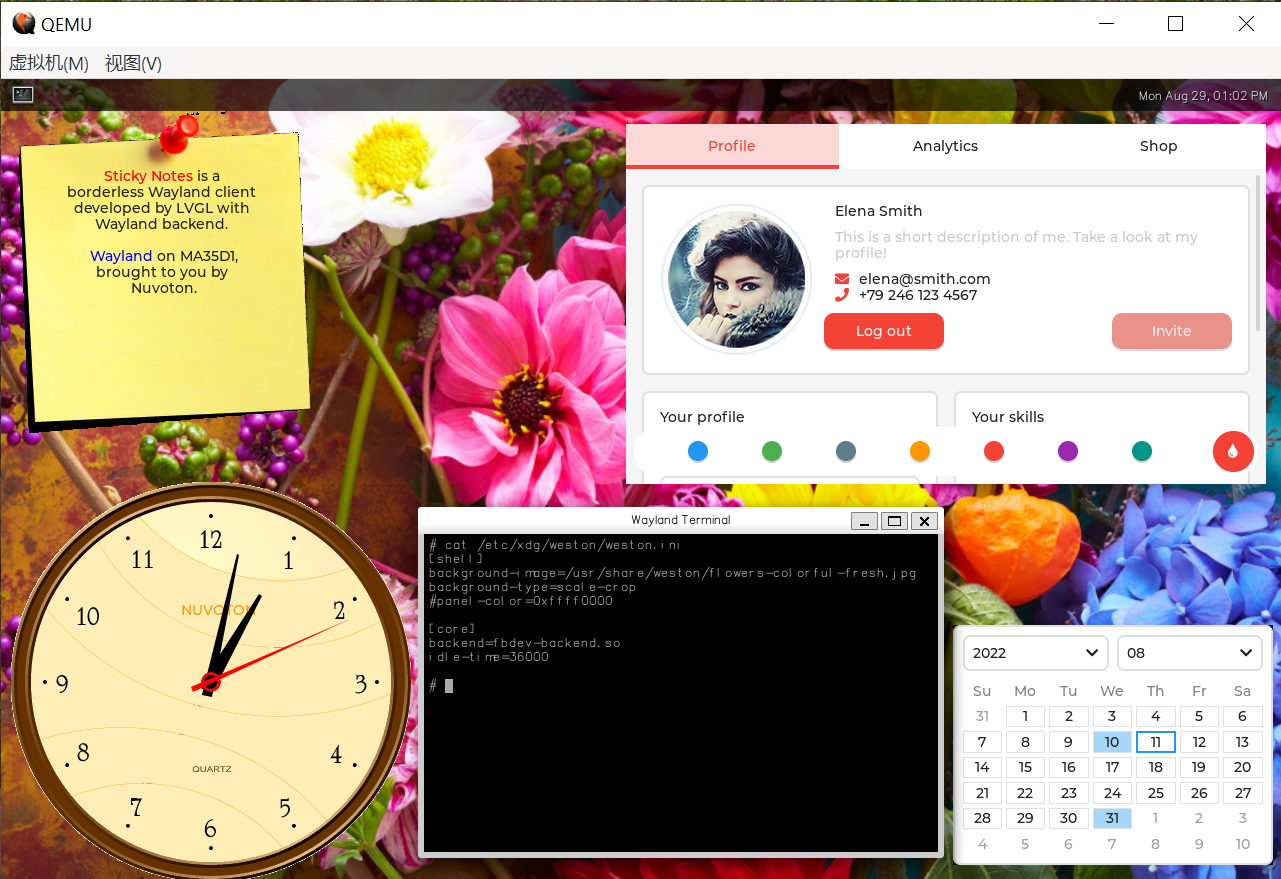 QEMU
虚拟机(M) 视图(V)
Mon Aug 29, 01:02 PM
Sticky Notes is a
borderless Wayland client
developed by LVGL with
Wayland backend.
Wayland on MA35D1,
brought to you by
Nuvoton.
Profile Analytics Shop
Elena Smith
This is a short description of me. Take a look at my
profile!
elena@smith.com
+79 246 123 4567
Log out Invite
Your profile Your skills
12
1
2
3
4
5
6
7
8
9
10
11
NUVOTON
QUARTZ
Wayland Terminal
# cat /etc/xdg/weston/weston.ini
[shell]
background-image=/usr/share/weston/flowers-colorful-fresh.jpg
background-type=scale-crop
#panel-color=0xffff0000
[core]
backend=fbdev-backend.so
idle-time=36000
#
2022 08
Su Mo Tu We Th Fr Sa
31 1 2 3 4 5 6
7 8 9 10 11 12 13
14 15 16 17 18 19 20
21 22 23 24 25 26 27
28 29 30 31 1 2 3
4 5 6 7 8 9 10